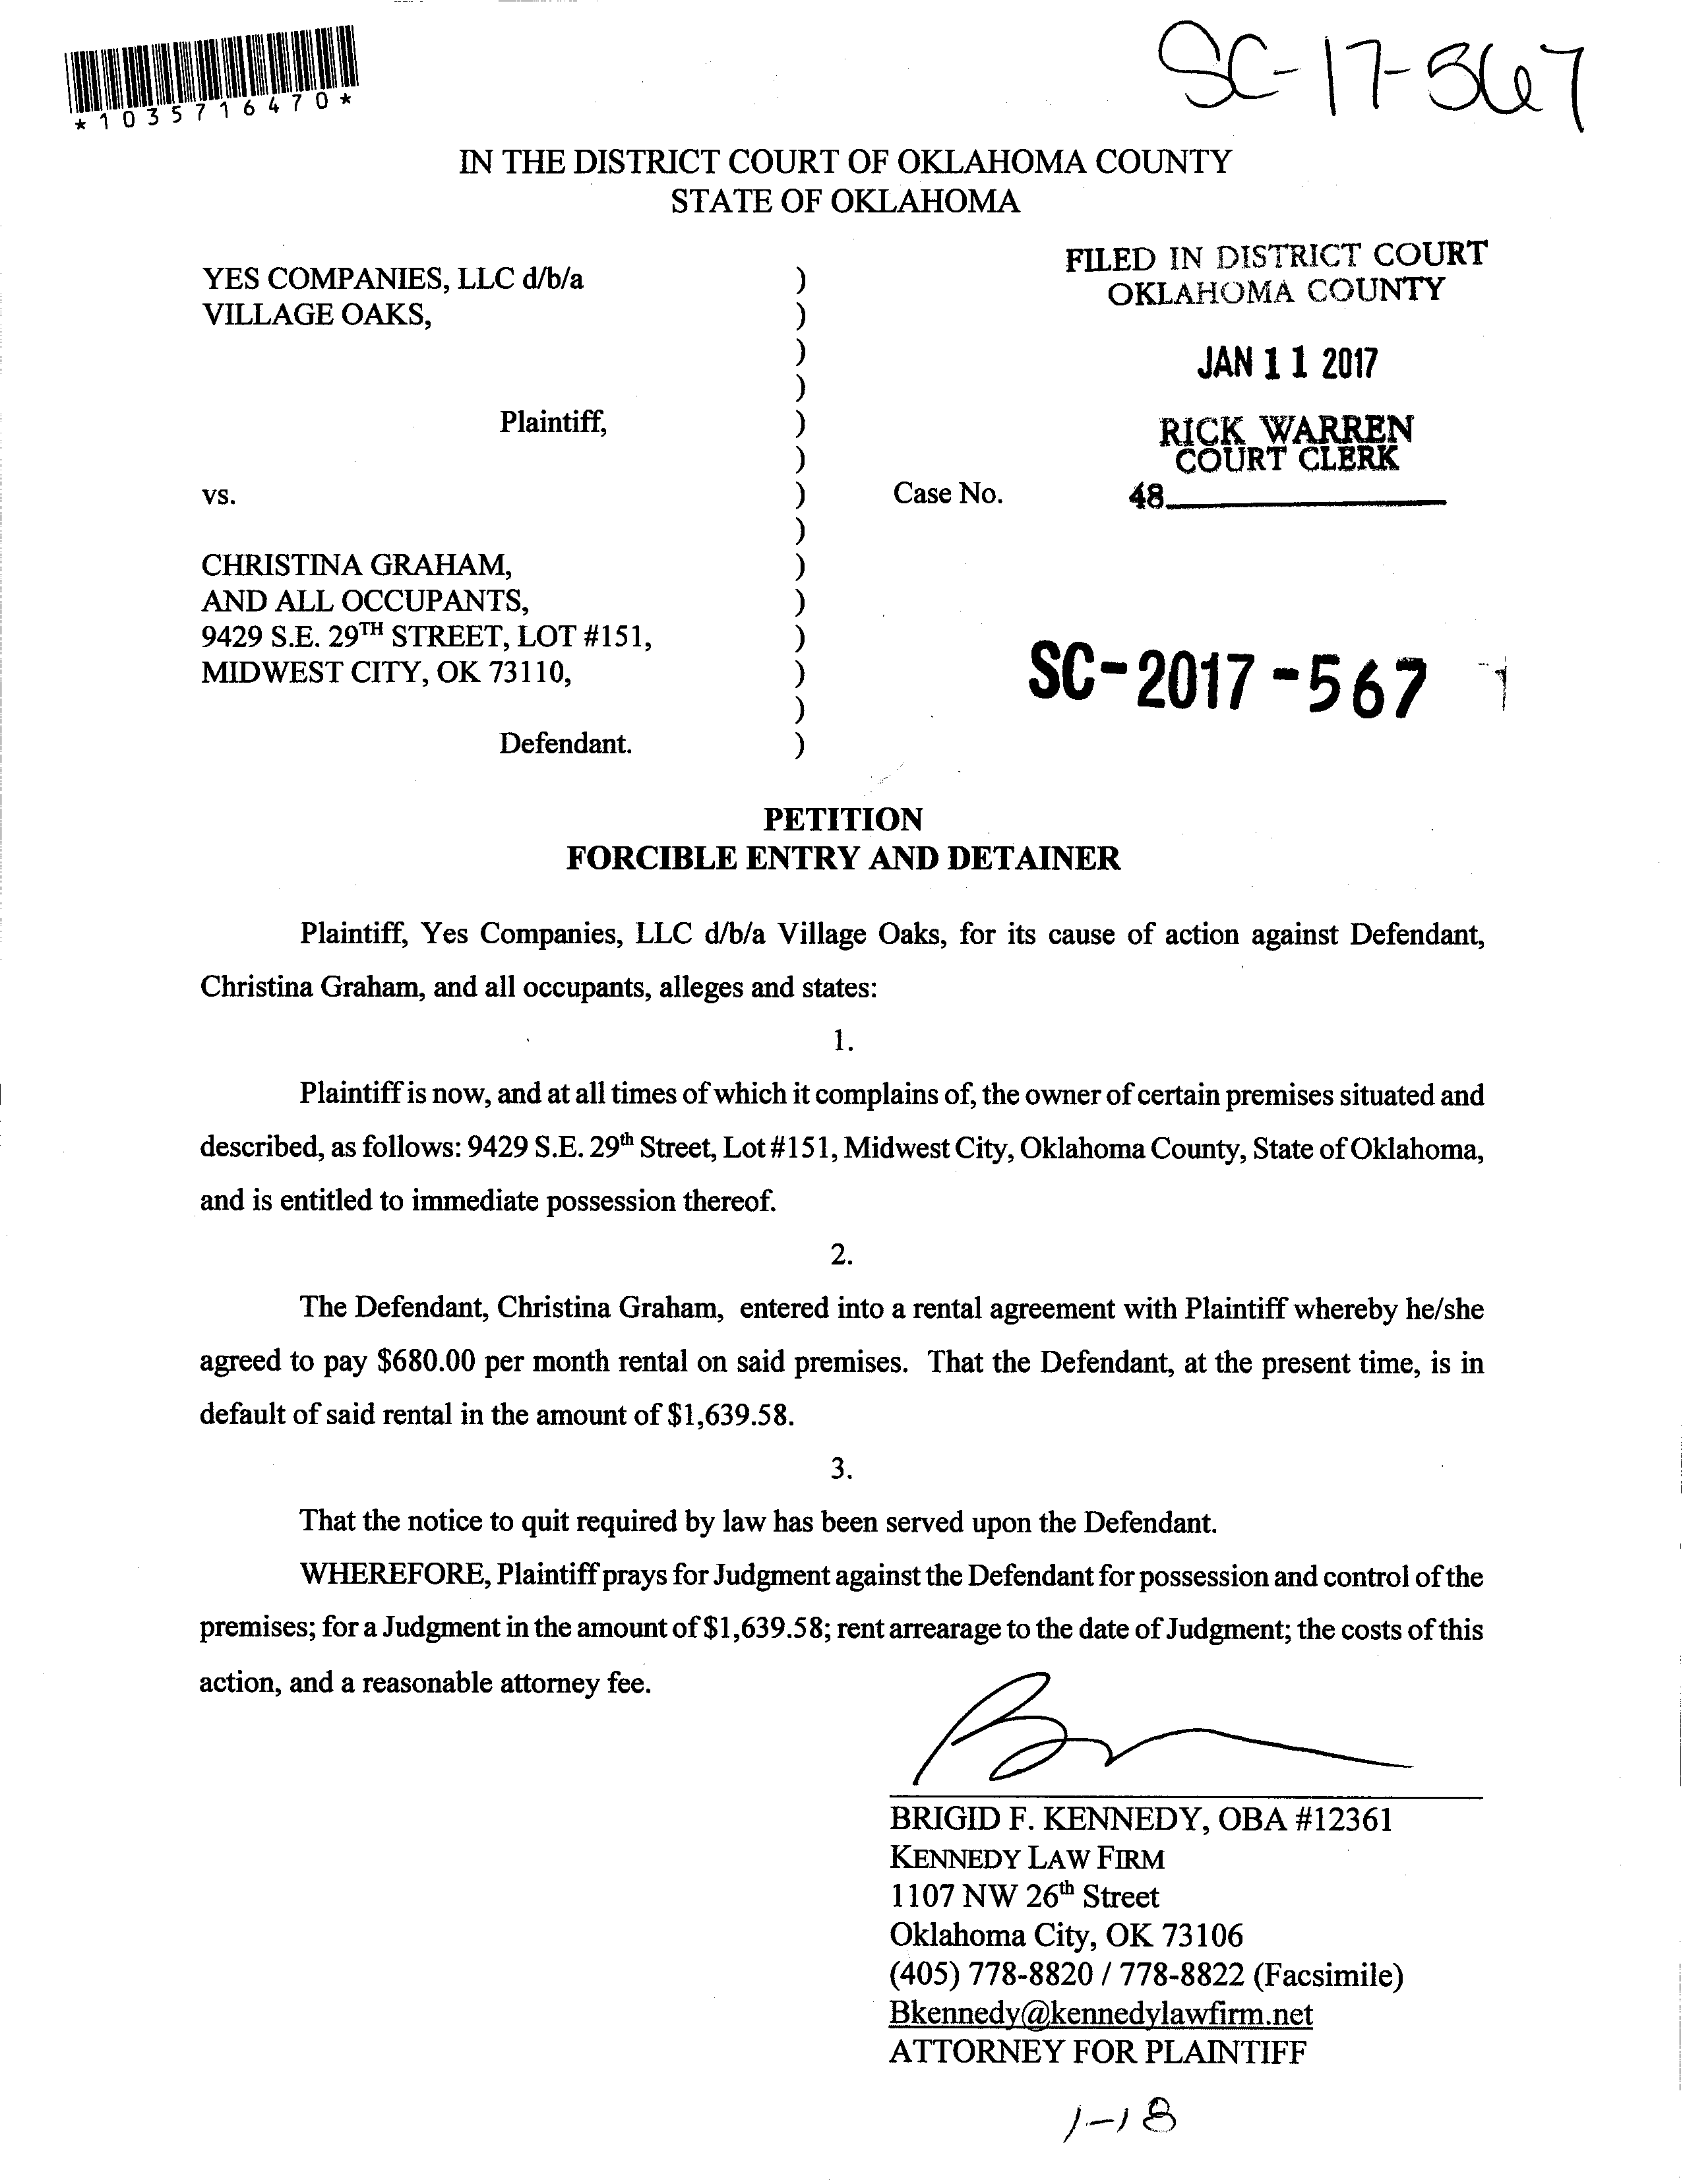 SC-17-567
*1035716470*
IN THE DISTRICT COURT OF OKLAHOMA COUNTY
STATE OF OKLAHOMA
FILED IN DISTRICT COURT
OKLAHOMA COUNTY
JAN 11 2017
RICK WARREN
COURT CLERK
48
YES COMPANIES, LLC d/b/a )
VILLAGE OAKS, )
)
)
Plaintiff, )
)
vs. ) Case No.
)
CHRISTINA GRAHAM, )
AND ALL OCCUPANTS, )
9429 S.E. 29TH STREET, LOT #151, )
MIDWEST CITY, OK 73110, )
)
Defendant. )
SC-2017-567
PETITION
FORCIBLE ENTRY AND DETAINER
Plaintiff, Yes Companies, LLC d/b/a Village Oaks, for its cause of action against Defendant,
Christina Graham, and all occupants, alleges and states:
1.
Plaintiff is now, and at all times of which it complains of, the owner of certain premises situated and
described, as follows: 9429 S.E. 29th Street, Lot #151, Midwest City, Oklahoma County, State of Oklahoma,
and is entitled to immediate possession thereof.
2.
The Defendant, Christina Graham, entered into a rental agreement with Plaintiff whereby he/she
agreed to pay $680.00 per month rental on said premises. That the Defendant, at the present time, is in
default of said rental in the amount of $1,639.58.
3.
That the notice to quit required by law has been served upon the Defendant.
WHEREFORE, Plaintiff prays for Judgment against the Defendant for possession and control of the
premises; for a Judgment in the amount of $1,639.58; rent arrearage to the date of Judgment; the costs of this
action, and a reasonable attorney fee.
BRIGID F. KENNEDY, OBA #12361
KENNEDY LAW FIRM
1107 NW 26th Street
Oklahoma City, OK 73106
(405) 778-8820 / 778-8822 (Facsimile)
Bkennedy@kennedylawfirm.net
ATTORNEY FOR PLAINTIFF
1-18